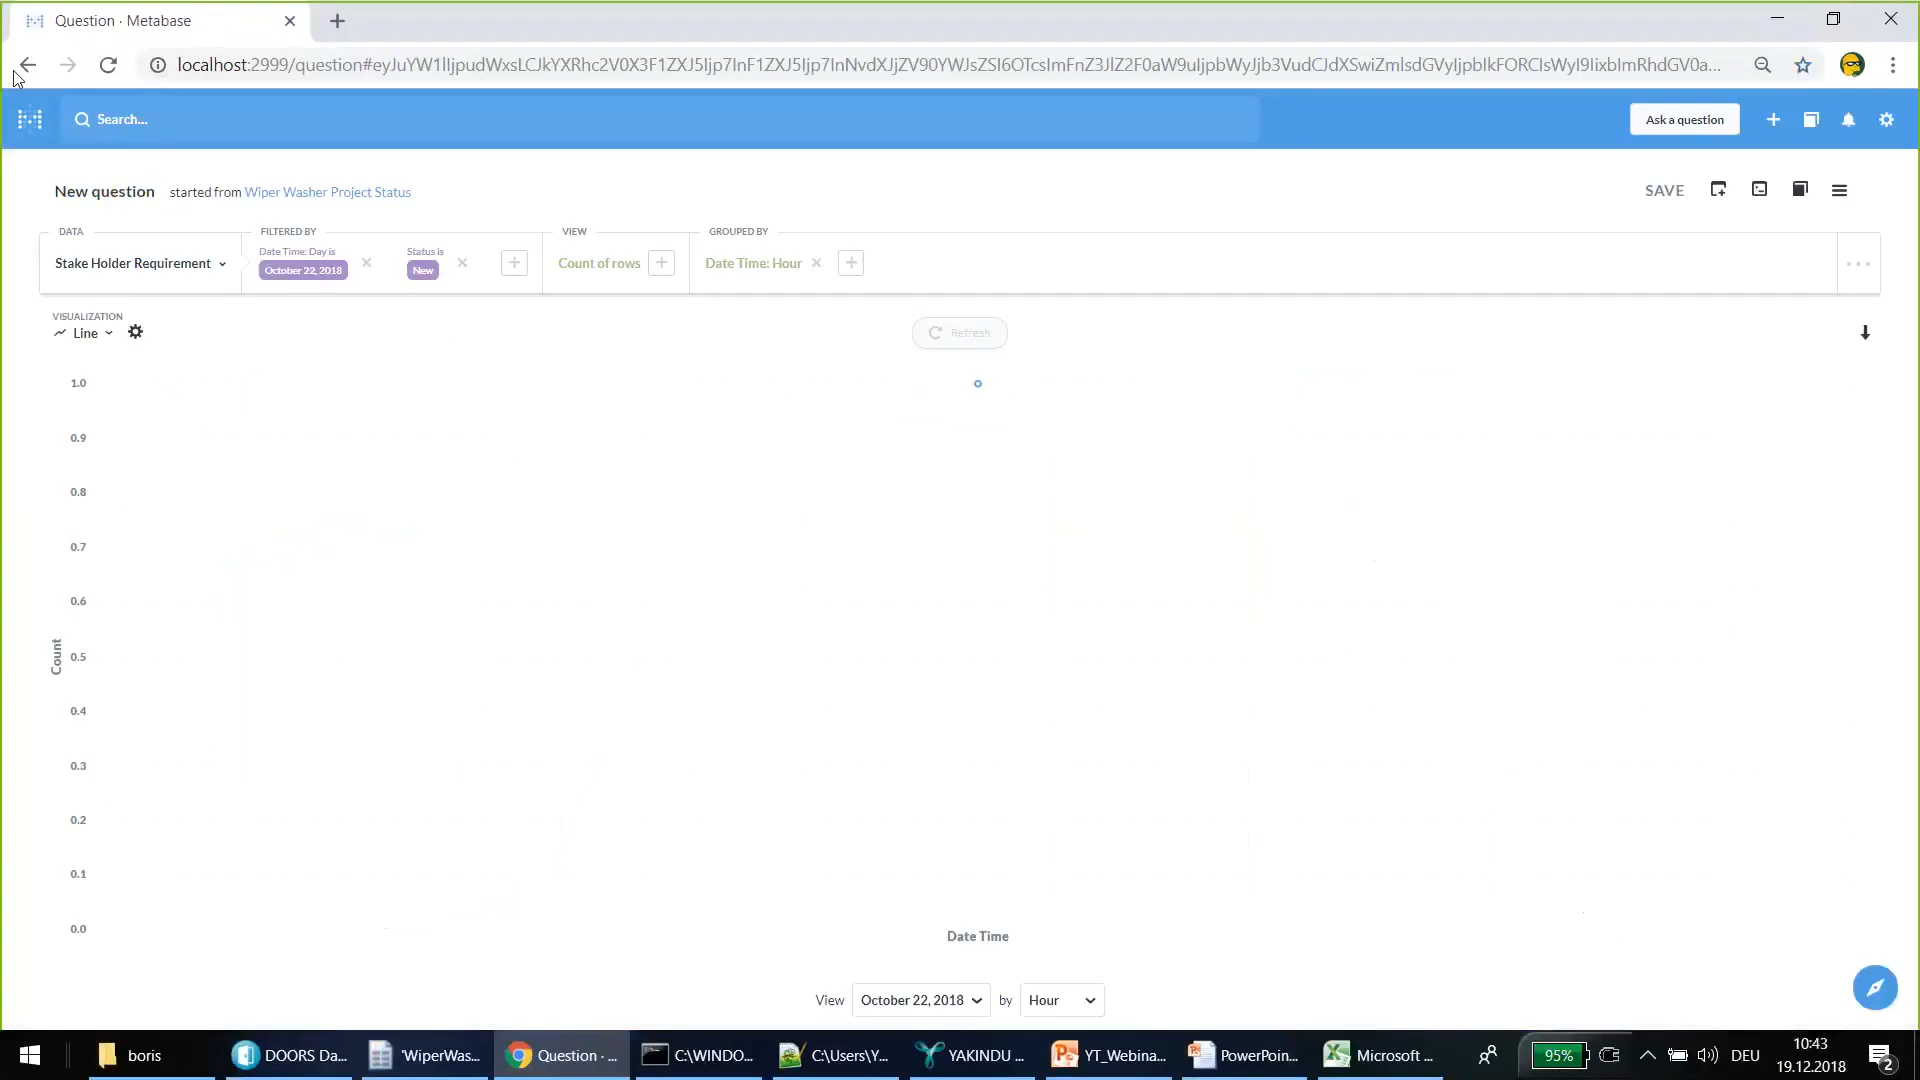 Question · Metabase
localhost:2999/question#eyJuYW1lIjpudWxsLCJkYXRhc2V0X3F1ZXJ5Ijp7InF1ZXJ5Ijp7InNvdXJjZV90YWJsZSI6OTcsImFnZ3JlZ2F0aW9uIjpbWyJjb3VudCJdXSwiZmlsdGVyIjpbIkFORCIsWyI9IixbImRhdGV0a...
Search...
Ask a question
New question started from Wiper Washer Project Status
SAVE
DATA
FILTERED BY
VIEW
GROUPED BY
Stake Holder Requirement
Date Time: Day is
October 22, 2018
Status is
New
Count of rows
Date Time: Hour
VISUALIZATION
Line
Refresh
1.0
0.9
0.8
0.7
0.6
0.5
0.4
0.3
0.2
0.1
0.0
Count
Date Time
View October 22, 2018 by Hour
boris
DOORS Da...
'WiperWas...
Question · ...
C:\WINDO...
C:\Users\Y...
YAKINDU ...
YT_Webina...
PowerPoin...
Microsoft ...
95%
DEU
10:43
19.12.2018
2